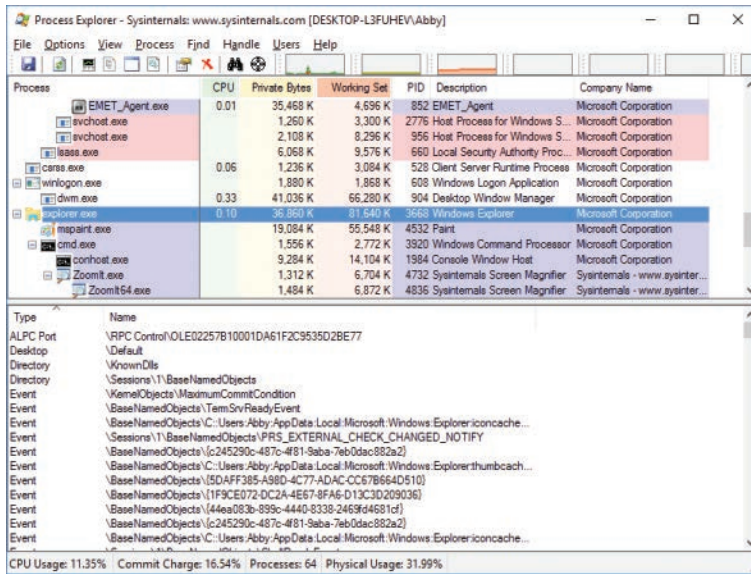 Process Explorer - Sysinternals: www.sysinternals.com [DESKTOP-L3FUHEV\Abby]
File Options View Process Find Handle Users Help
Process CPU Private Bytes Working Set PID Description Company Name
EMET_Agent.exe 0.01 35,468 K 4,696 K 852 EMET_Agent Microsoft Corporation
svchost.exe 1,260 K 3,300 K 2776 Host Process for Windows S... Microsoft Corporation
svchost.exe 2,108 K 8,296 K 956 Host Process for Windows S... Microsoft Corporation
lsass.exe 6,068 K 9,576 K 660 Local Security Authority Proc... Microsoft Corporation
csrss.exe 0.06 1,236 K 3,084 K 528 Client Server Runtime Process Microsoft Corporation
winlogon.exe 1,880 K 1,868 K 608 Windows Logon Application Microsoft Corporation
dwm.exe 0.33 41,036 K 66,280 K 904 Desktop Window Manager Microsoft Corporation
explorer.exe 0.10 36,860 K 81,640 K 3668 Windows Explorer Microsoft Corporation
mspaint.exe 19,084 K 55,548 K 4532 Paint Microsoft Corporation
cmd.exe 1,556 K 2,772 K 3920 Windows Command Processor Microsoft Corporation
conhost.exe 9,284 K 14,104 K 1984 Console Window Host Microsoft Corporation
ZoomIt.exe 1,312 K 6,704 K 4732 Sysinternals Screen Magnifier Sysinternals - www.sysinter...
ZoomIt64.exe 1,484 K 6,872 K 4836 Sysinternals Screen Magnifier Sysinternals - www.sysinter...
Type Name
ALPC Port \RPC Control\OLE02257B10001DA61F2C9535D2BE77
Desktop \Default
Directory \KnownDlls
Directory \Sessions\1\BaseNamedObjects
Event \KernelObjects\MaximumCommitCondition
Event \BaseNamedObjects\TermSrvReadyEvent
Event \BaseNamedObjects\C::Users:Abby:AppData:Local:Microsoft:Windows:Explorer:iconcache...
Event \Sessions\1\BaseNamedObjects\PRS_EXTERNAL_CHECK_CHANGED_NOTIFY
Event \BaseNamedObjects\{c245290c-487c-4f81-9aba-7eb0dac882a2}
Event \BaseNamedObjects\C::Users:Abby:AppData:Local:Microsoft:Windows:Explorer:thumbcach...
Event \BaseNamedObjects\{5DAFF385-A98D-4C77-ADAC-CC67B664D510}
Event \BaseNamedObjects\{1F9CE072-DC2A-4E67-8FA6-D13C3D209036}
Event \BaseNamedObjects\{44ea083b-899c-4440-8338-2469fd4681cf}
Event \BaseNamedObjects\{c245290c-487c-4f81-9aba-7eb0dac882a2}
Event \BaseNamedObjects\C::Users:Abby:AppData:Local:Microsoft:Windows:Explorer:iconcache...
CPU Usage: 11.35% Commit Charge: 16.54% Processes: 64 Physical Usage: 31.99%